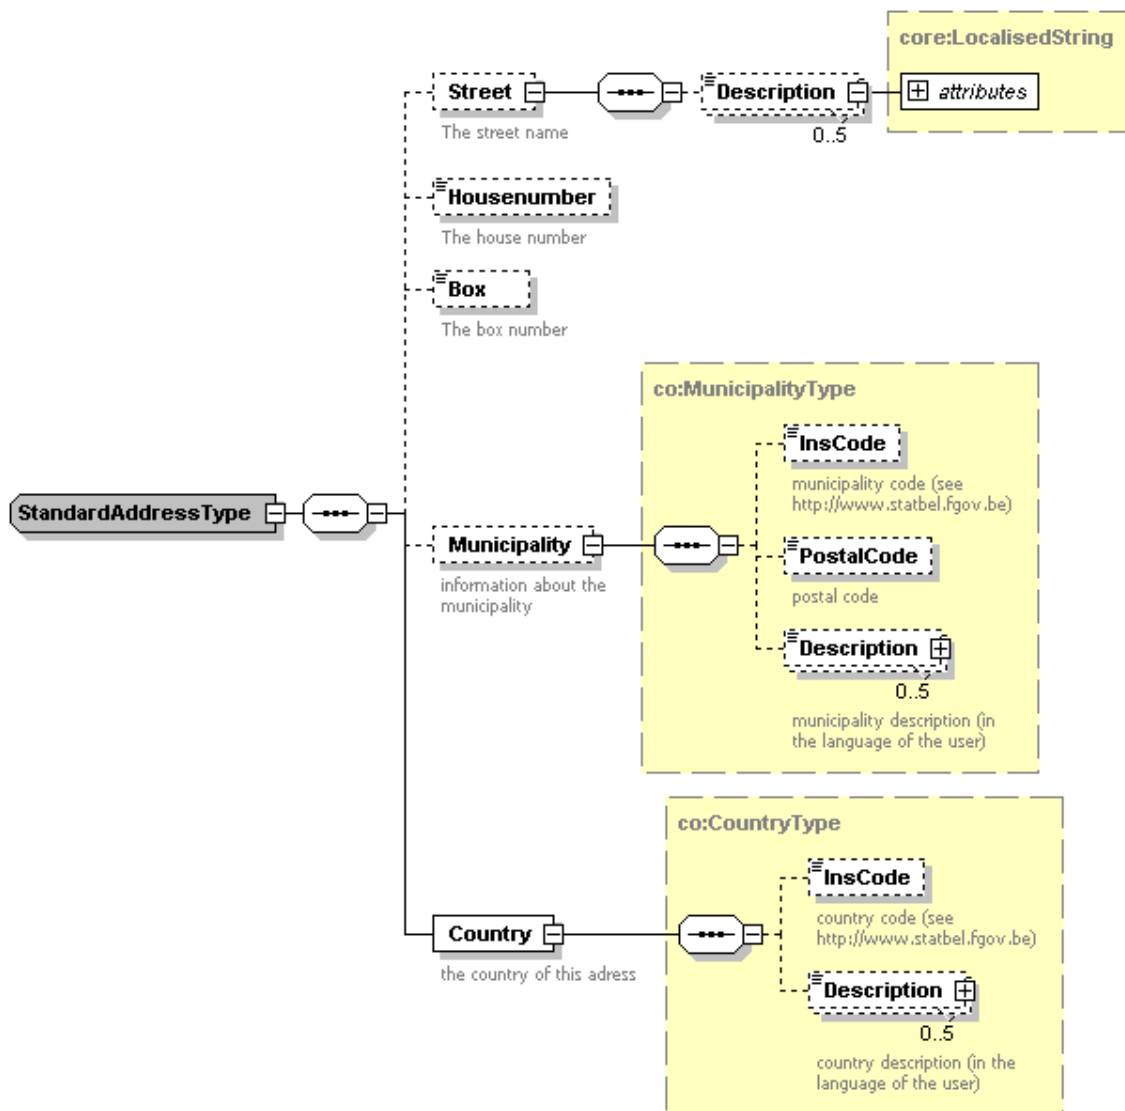 core:LocalisedString
Street
Description
attributes
0..5
The street name
Housenumber
The house number
Box
The box number
co:MunicipalityType
InsCode
municipality code (see
http://www.statbel.fgov.be)
StandardAddressType
Municipality
information about the
municipality
PostalCode
postal code
Description
0..5
municipality description (in
the language of the user)
co:CountryType
InsCode
country code (see
http://www.statbel.fgov.be)
Country
the country of this adress
Description
0..5
country description (in the
language of the user)